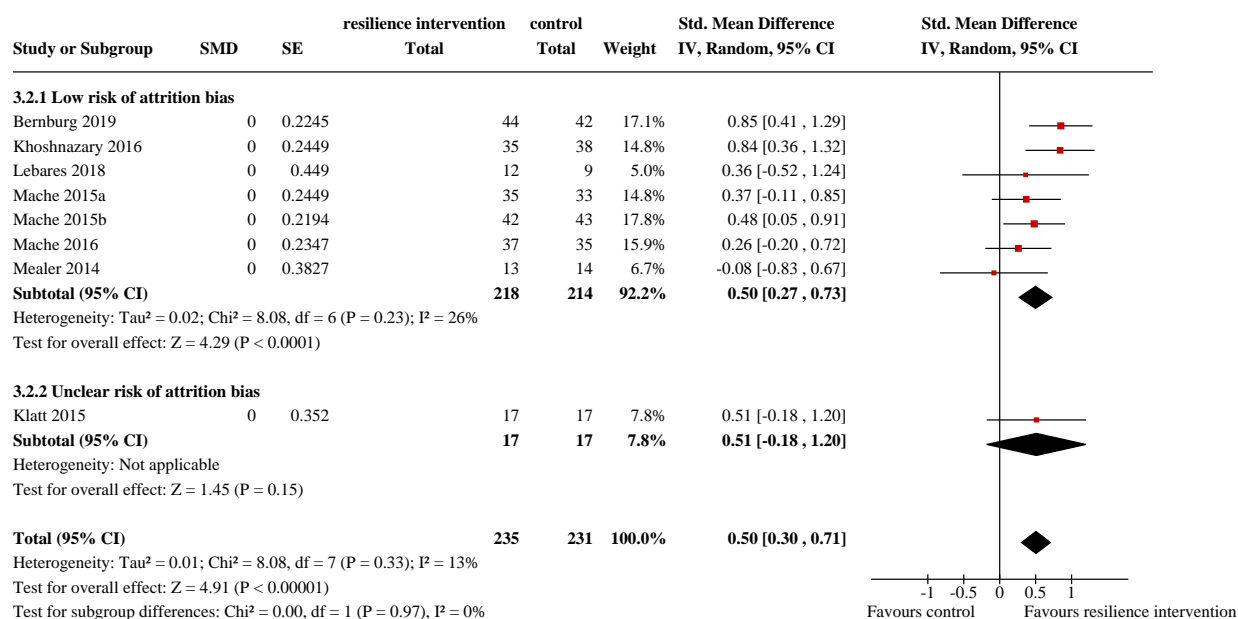 resilience intervention control Std. Mean Difference Std. Mean Difference
Study or Subgroup SMD SE Total Total Weight IV, Random, 95% CI IV, Random, 95% CI
3.2.1 Low risk of attrition bias
Bernburg 2019 0 0.2245 44 42 17.1% 0.85 [0.41 , 1.29]
Khoshnazary 2016 0 0.2449 35 38 14.8% 0.84 [0.36 , 1.32]
Lebares 2018 0 0.449 12 9 5.0% 0.36 [-0.52 , 1.24]
Mache 2015a 0 0.2449 35 33 14.8% 0.37 [-0.11 , 0.85]
Mache 2015b 0 0.2194 42 43 17.8% 0.48 [0.05 , 0.91]
Mache 2016 0 0.2347 37 35 15.9% 0.26 [-0.20 , 0.72]
Mealer 2014 0 0.3827 13 14 6.7% -0.08 [-0.83 , 0.67]
Subtotal (95% CI) 218 214 92.2% 0.50 [0.27 , 0.73]
Heterogeneity: Tau² = 0.02; Chi² = 8.08, df = 6 (P = 0.23); I² = 26%
Test for overall effect: Z = 4.29 (P < 0.0001)
3.2.2 Unclear risk of attrition bias
Klatt 2015 0 0.352 17 17 7.8% 0.51 [-0.18 , 1.20]
Subtotal (95% CI) 17 17 7.8% 0.51 [-0.18 , 1.20]
Heterogeneity: Not applicable
Test for overall effect: Z = 1.45 (P = 0.15)
Total (95% CI) 235 231 100.0% 0.50 [0.30 , 0.71]
Heterogeneity: Tau² = 0.01; Chi² = 8.08, df = 7 (P = 0.33); I² = 13%
Test for overall effect: Z = 4.91 (P < 0.00001)
-1 -0.5 0 0.5 1
Test for subgroup differences: Chi² = 0.00, df = 1 (P = 0.97), I² = 0%
Favours control Favours resilience intervention